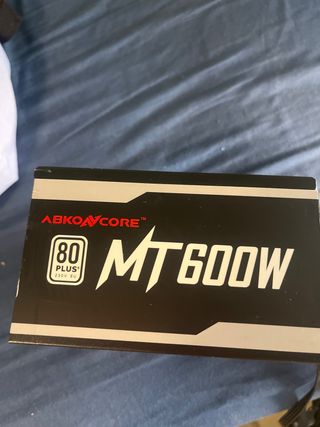 ABKONCORE™
80
PLUS®
230V EU
MT600W